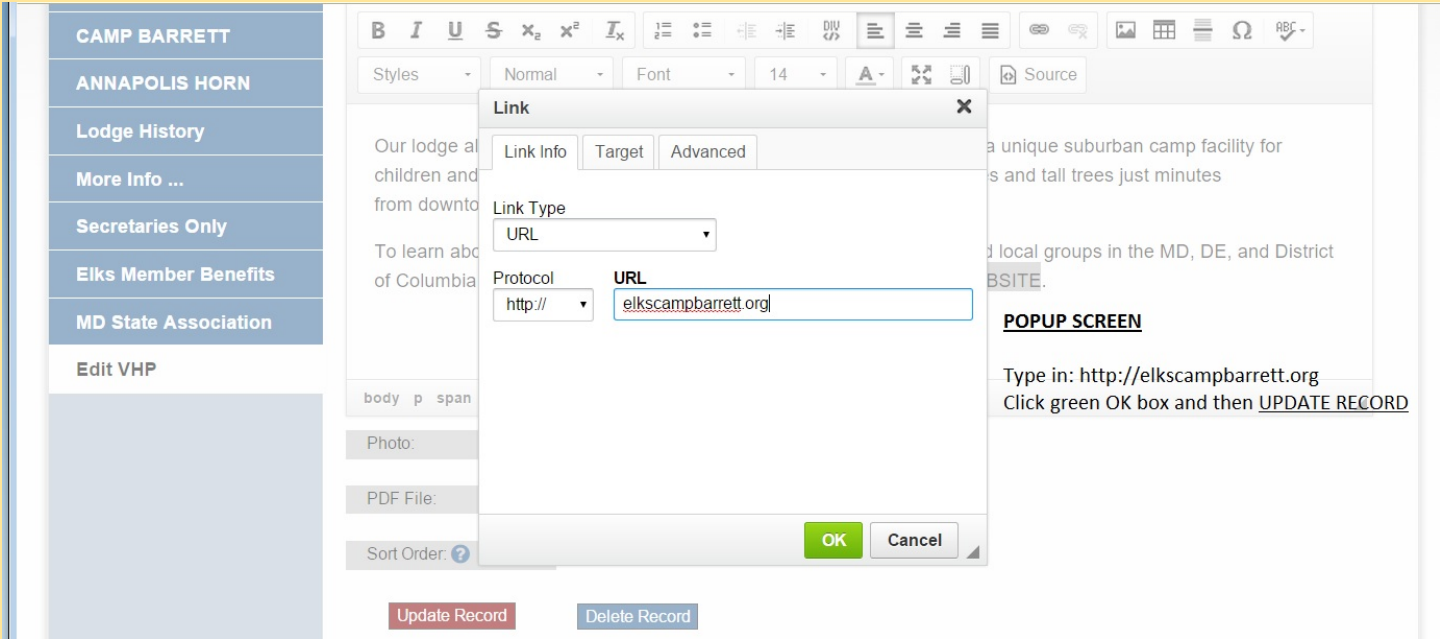 CAMP BARRETT
ANNAPOLIS HORN
Lodge History
More Info ...
Secretaries Only
Elks Member Benefits
MD State Association
Edit VHP
B I U S x₂ x² Tx DIV </> Ω ABC
Styles Normal Font 14 A Source
Link
Link Info Target Advanced
Our lodge al a unique suburban camp facility for
children and s and tall trees just minutes
from downto
Link Type
URL
To learn abo d local groups in the MD, DE, and District
of Columbia BSITE.
Protocol URL
http:// elkscampbarrett.org
POPUP SCREEN
Type in: http://elkscampbarrett.org
Click green OK box and then UPDATE RECORD
body p span
Photo:
PDF File:
Sort Order: ?
OK Cancel
Update Record Delete Record